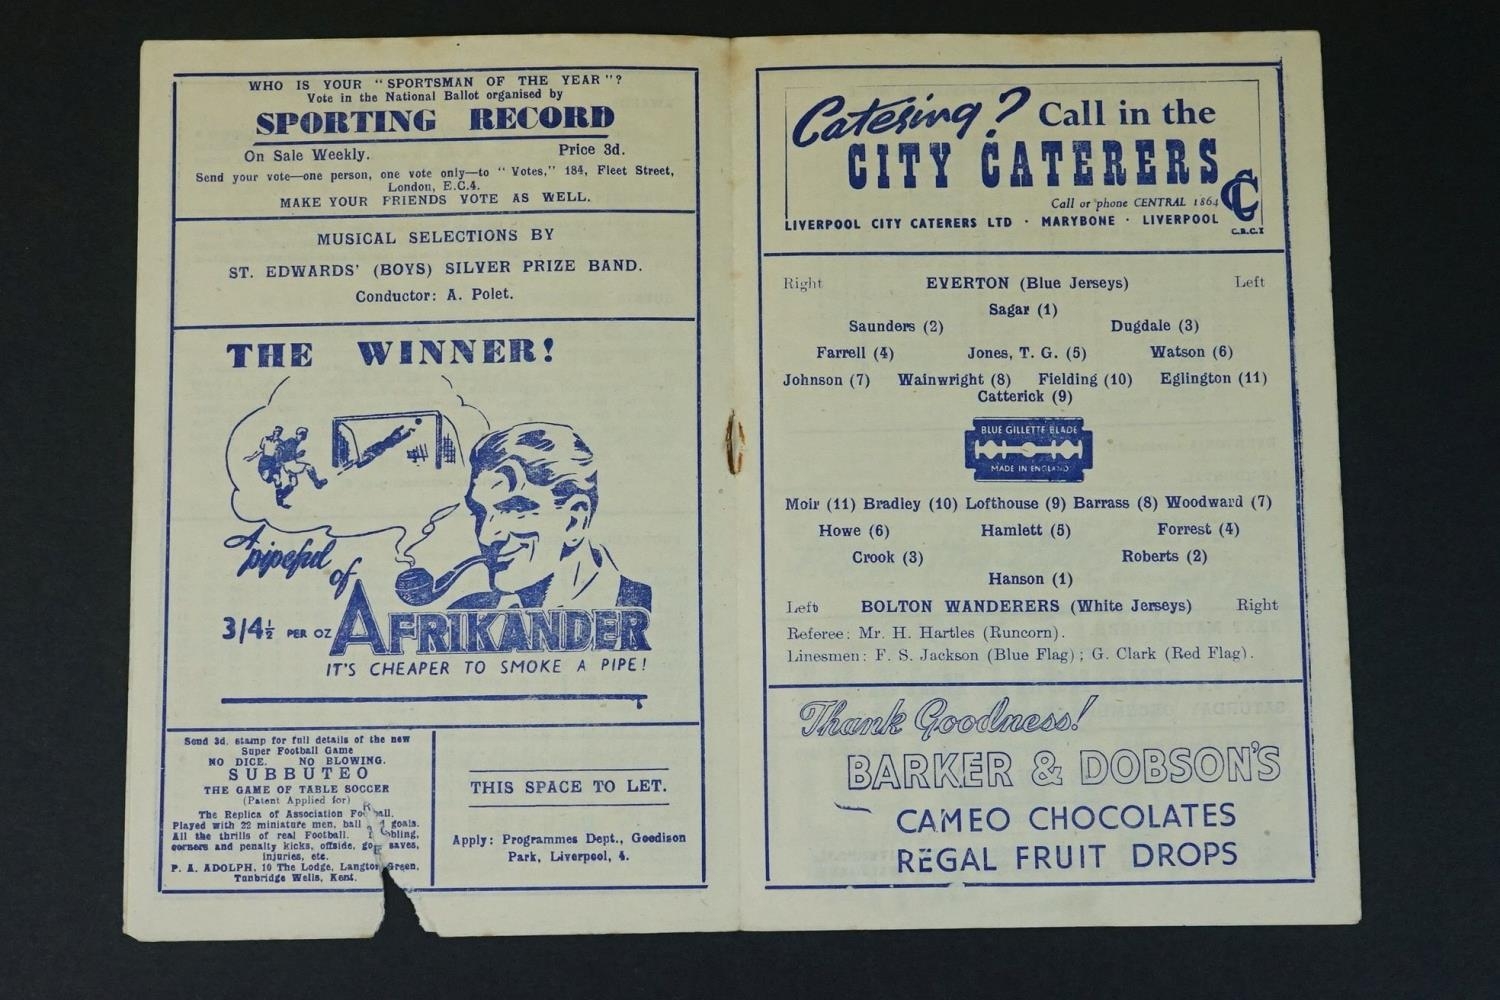 WHO IS YOUR "SPORTSMAN OF THE YEAR"?
Vote in the National Ballot organised by
SPORTING RECORD
On Sale Weekly. Price 3d.
Send your vote—one person, one vote only—to "Votes," 184, Fleet Street,
London, E.C.4.
MAKE YOUR FRIENDS VOTE AS WELL.
MUSICAL SELECTIONS BY
ST. EDWARDS' (BOYS) SILVER PRIZE BAND.
Conductor: A. Polet.
THE WINNER!
A pipeful
of
3/4½ PER OZ AFRIKANDER
IT'S CHEAPER TO SMOKE A PIPE!
Send 3d. stamp for full details of the new
Super Football Game
NO DICE. NO BLOWING.
SUBBUTEO
THE GAME OF TABLE SOCCER
(Patent Applied for)
The Replica of Association
Played with 22 miniature men, ball goals.
All the thrills of real Football.
corners and penalty kicks, offside, saves,
injuries, etc.
P. A. ADOLPH, 10 The Lodge, Langton Green,
Tunbridge Wells, Kent.
THIS SPACE TO LET.
Apply: Programmes Dept., Goodison
Park, Liverpool, 4.
Catering? Call in the
CITY CATERERS
Call or 'phone CENTRAL 1864
LIVERPOOL CITY CATERERS LTD · MARYBONE · LIVERPOOL
C.R.C.I
Right EVERTON (Blue Jerseys) Left
Sagar (1)
Saunders (2) Dugdale (3)
Farrell (4) Jones, T. G. (5) Watson (6)
Johnson (7) Wainwright (8) Fielding (10) Eglington (11)
Catterick (9)
BLUE GILLETTE BLADE
MADE IN ENGLAND
Moir (11) Bradley (10) Lofthouse (9) Barrass (8) Woodward (7)
Howe (6) Hamlett (5) Forrest (4)
Crook (3) Roberts (2)
Hanson (1)
Left BOLTON WANDERERS (White Jerseys) Right
Referee: Mr. H. Hartles (Runcorn).
Linesmen: F. S. Jackson (Blue Flag); G. Clark (Red Flag).
Thank Goodness!
BARKER & DOBSON'S
CAMEO CHOCOLATES
REGAL FRUIT DROPS